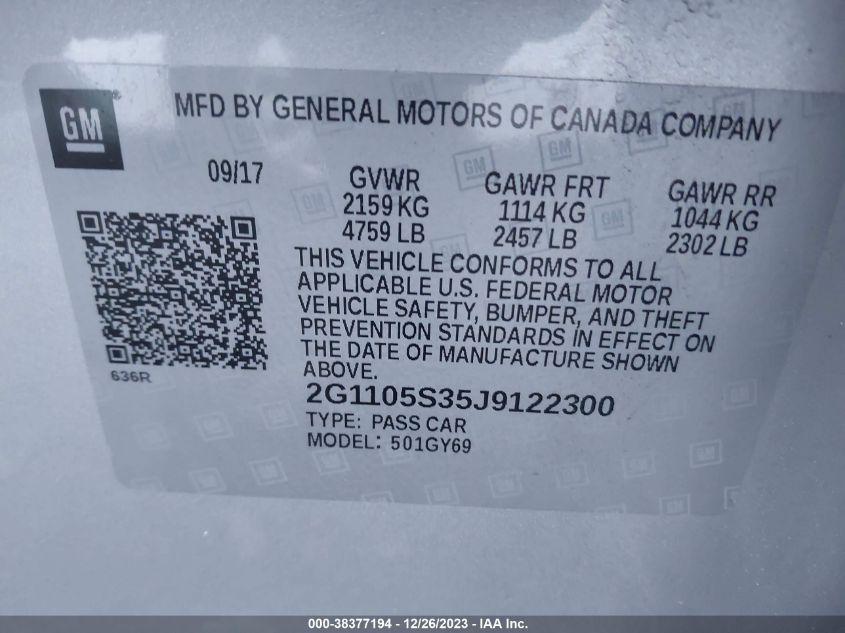 GM
MFD BY GENERAL MOTORS OF CANADA COMPANY
09/17
GVWR
2159 KG
4759 LB
GAWR FRT
1114 KG
2457 LB
GAWR RR
1044 KG
2302 LB
THIS VEHICLE CONFORMS TO ALL
APPLICABLE U.S. FEDERAL MOTOR
VEHICLE SAFETY, BUMPER, AND THEFT
PREVENTION STANDARDS IN EFFECT ON
THE DATE OF MANUFACTURE SHOWN
ABOVE.
636R
2G1105S35J9122300
TYPE: PASS CAR
MODEL: 501GY69
000-38377194 - 12/26/2023 - IAA Inc.